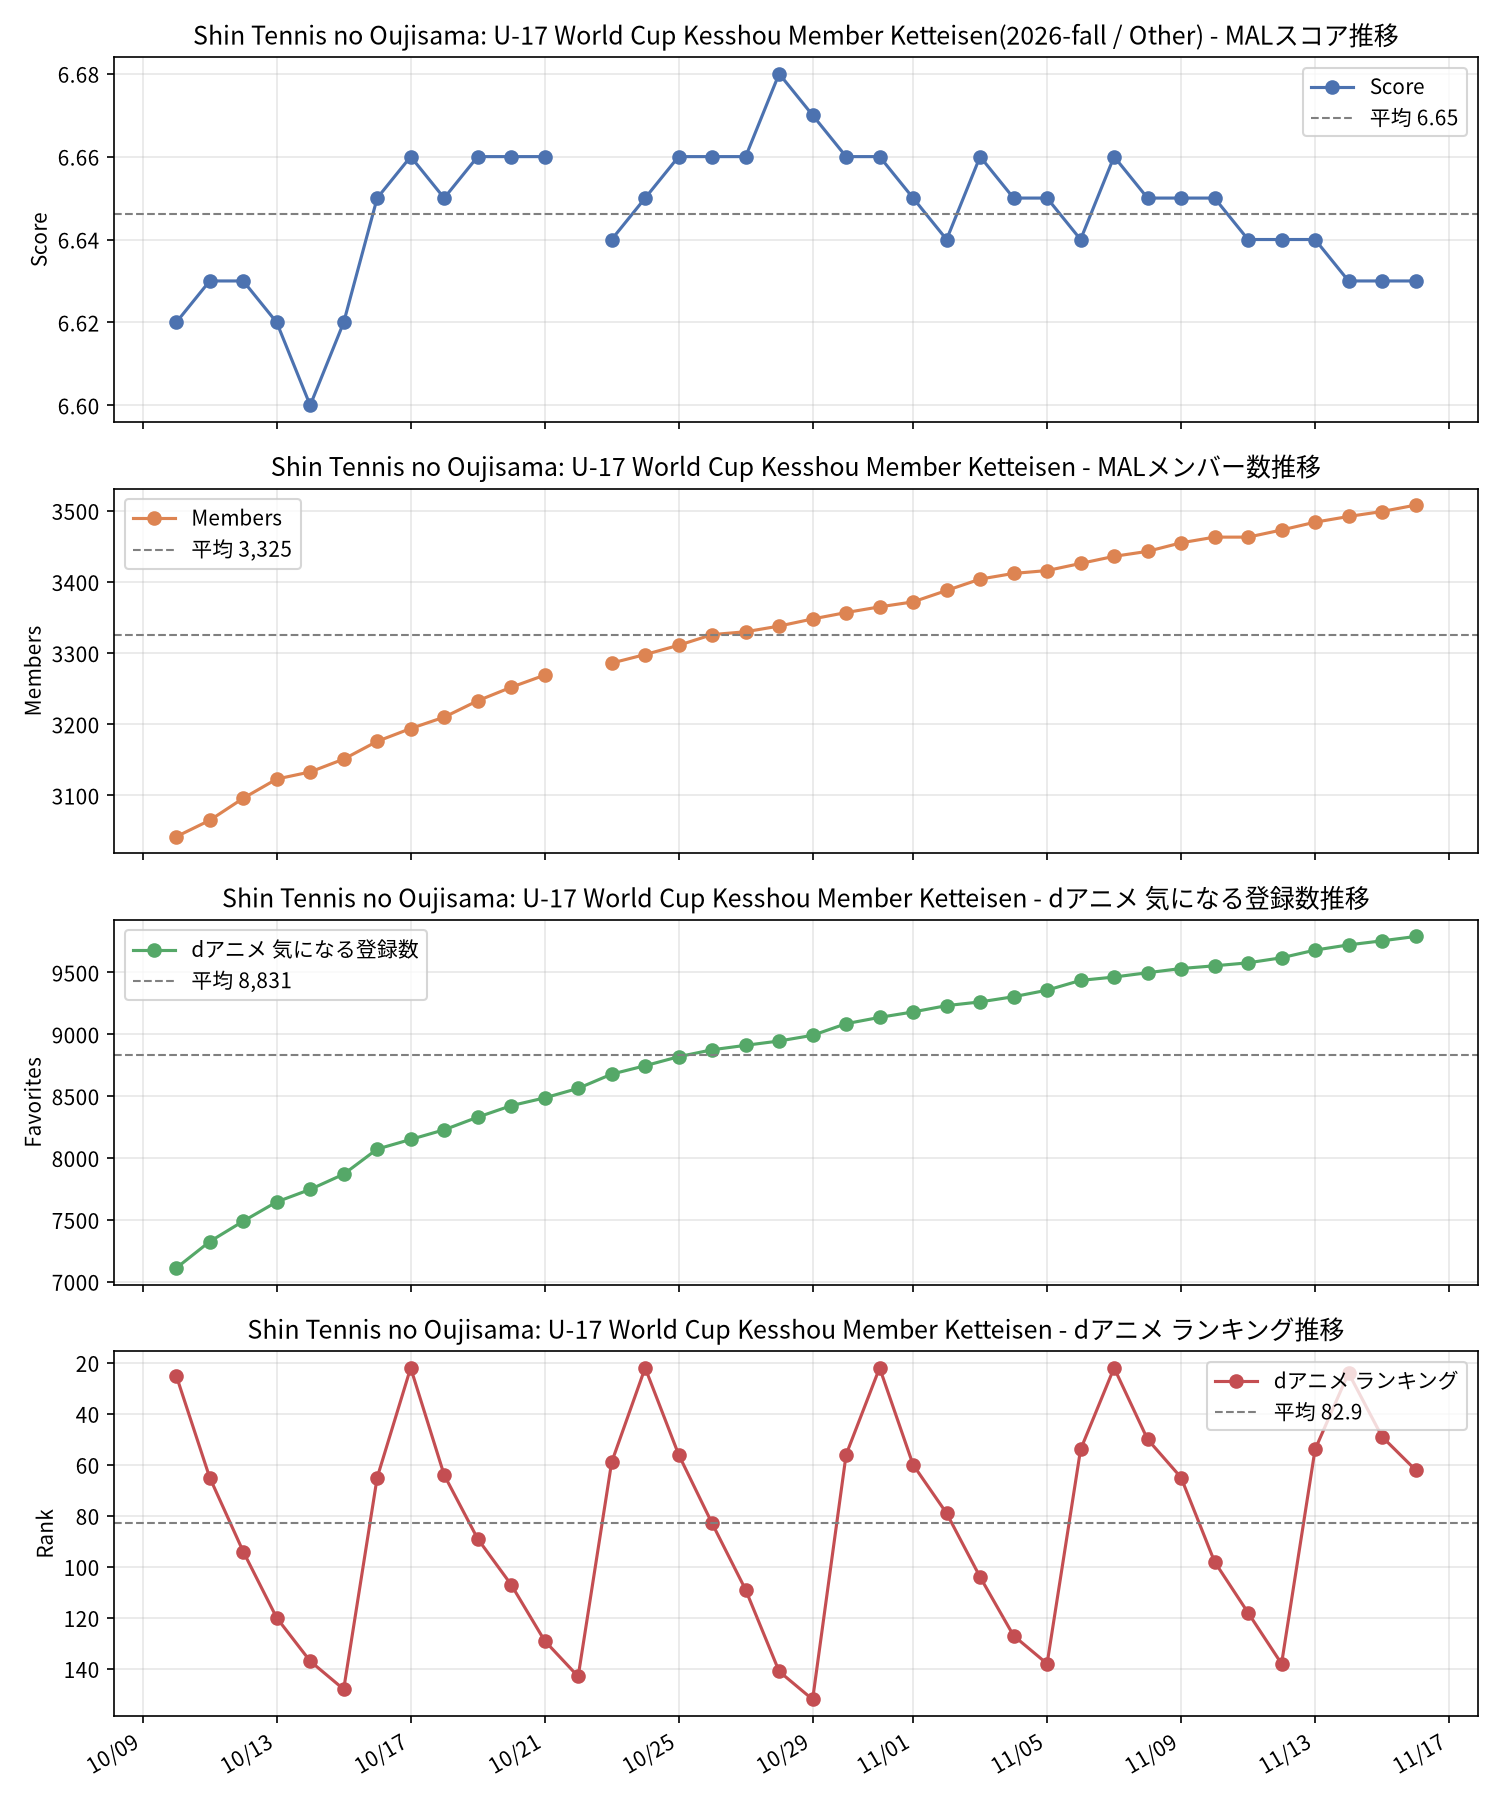 Shin Tennis no Oujisama: U-17 World Cup Kesshou Member Ketteisen(2026-fall / Other) - MALスコア推移
Score
平均 6.65
Score
6.68
6.66
6.64
6.62
6.60
Shin Tennis no Oujisama: U-17 World Cup Kesshou Member Ketteisen - MALメンバー数推移
Members
平均 3,325
Members
3500
3400
3300
3200
3100
Shin Tennis no Oujisama: U-17 World Cup Kesshou Member Ketteisen - dアニメ 気になる登録数推移
dアニメ 気になる登録数
平均 8,831
Favorites
9500
9000
8500
8000
7500
7000
Shin Tennis no Oujisama: U-17 World Cup Kesshou Member Ketteisen - dアニメ ランキング推移
dアニメ ランキング
平均 82.9
Rank
20
40
60
80
100
120
140
10/09
10/13
10/17
10/21
10/25
10/29
11/01
11/05
11/09
11/13
11/17